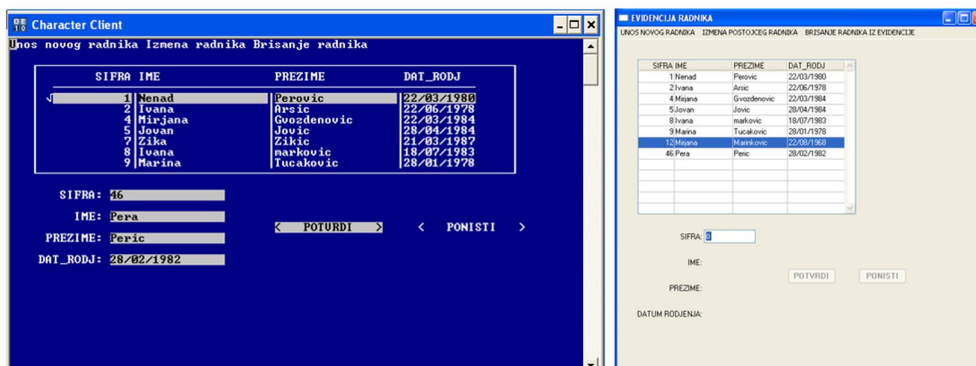 Character Client
Unos novog radnika Izmena radnika Brisanje radnika
SIFRA IME PREZIME DAT_RODJ
√ 1 Nenad Perovic 22/03/1980
2 Ivana Arsic 22/06/1978
4 Mirjana Gvozdenovic 22/03/1984
5 Jovan Jovic 28/04/1984
7 Zika Zikic 21/03/1987
8 Ivana markovic 18/07/1983
9 Marina Tucakovic 28/01/1978
SIFRA: 46
IME: Pera
PREZIME: Peric
DAT_RODJ: 28/02/1982
< POTVRDI > < PONISTI >
EVIDENCIJA RADNIKA
UNOS NOVOG RADNIKA IZMENA POSTOJCEG RADNIKA BRISANJE RADNIKA IZ EVIDENCIJE
SIFRA IME PREZIME DAT_RODJ
1 Nenad Perovic 22/03/1980
2 Ivana Arsic 22/06/1978
4 Mirjana Gvozdenovic 22/03/1984
5 Jovan Jovic 28/04/1984
8 Ivana markovic 18/07/1983
9 Marina Tucakovic 28/01/1978
12 Mirjana Marinkovic 22/08/1968
46 Pera Peric 28/02/1982
SIFRA: 0
IME:
PREZIME:
DATUM RODJENJA:
POTVRDI PONISTI